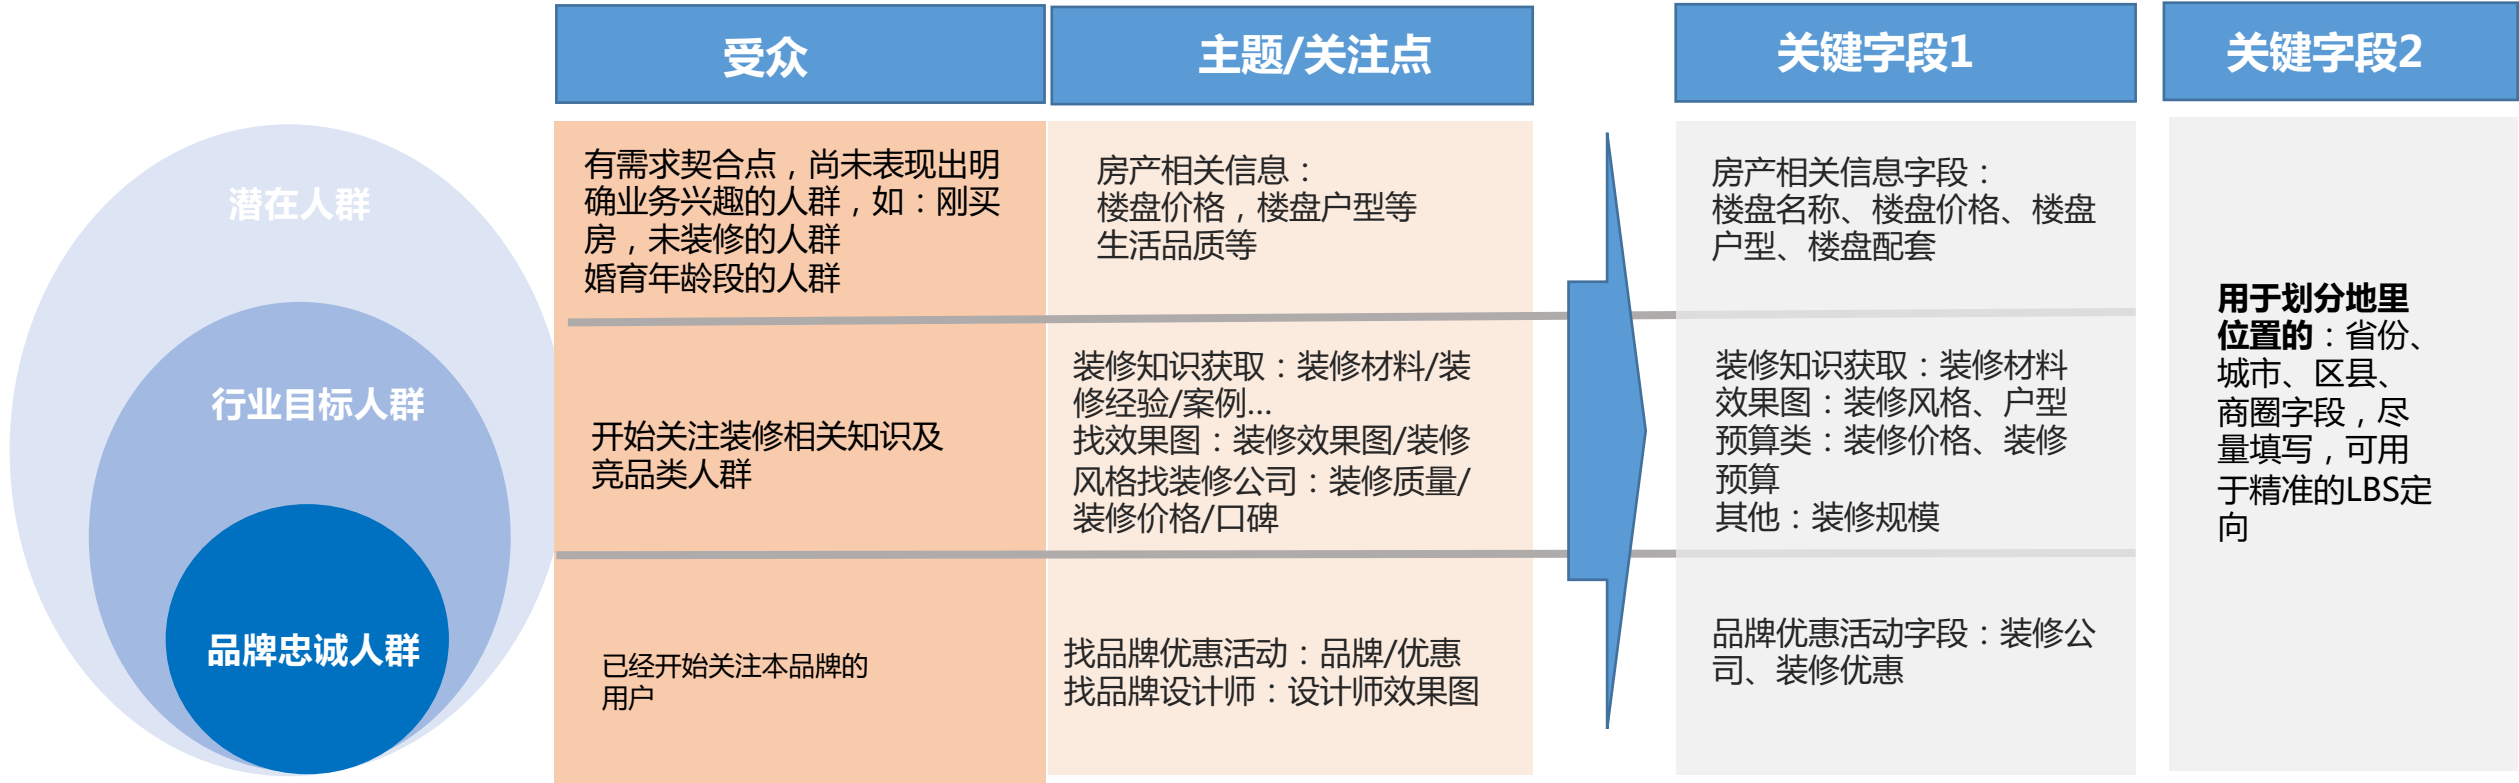 受众
主题/关注点
关键字段1
关键字段2
潜在人群
有需求契合点，尚未表现出明
确业务兴趣的人群，如：刚买
房，未装修的人群
婚育年龄段的人群
房产相关信息：
楼盘价格，楼盘户型等
生活品质等
房产相关信息字段：
楼盘名称、楼盘价格、楼盘
户型、楼盘配套
行业目标人群
开始关注装修相关知识及
竞品类人群
装修知识获取：装修材料/装
修经验/案例...
找效果图：装修效果图/装修
风格找装修公司：装修质量/
装修价格/口碑
装修知识获取：装修材料
效果图：装修风格、户型
预算类：装修价格、装修
预算
其他：装修规模
品牌忠诚人群
已经开始关注本品牌的
用户
找品牌优惠活动：品牌/优惠
找品牌设计师：设计师效果图
品牌优惠活动字段：装修公
司、装修优惠
用于划分地里
位置的：省份、
城市、区县、
商圈字段，尽
量填写，可用
于精准的LBS定
向